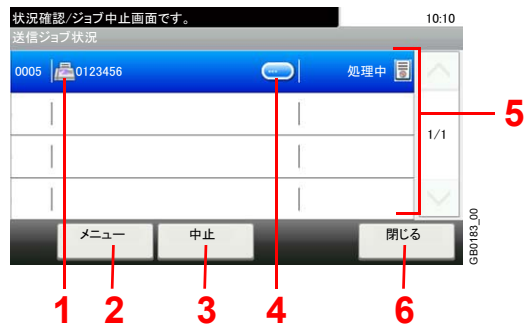 状況確認/ジョブ中止画面です。 10:10
送信ジョブ状況
0005 0123456 処理中
5
1/1
メニュー 中止 閉じる
GB0183_00
1 2 3 4 6